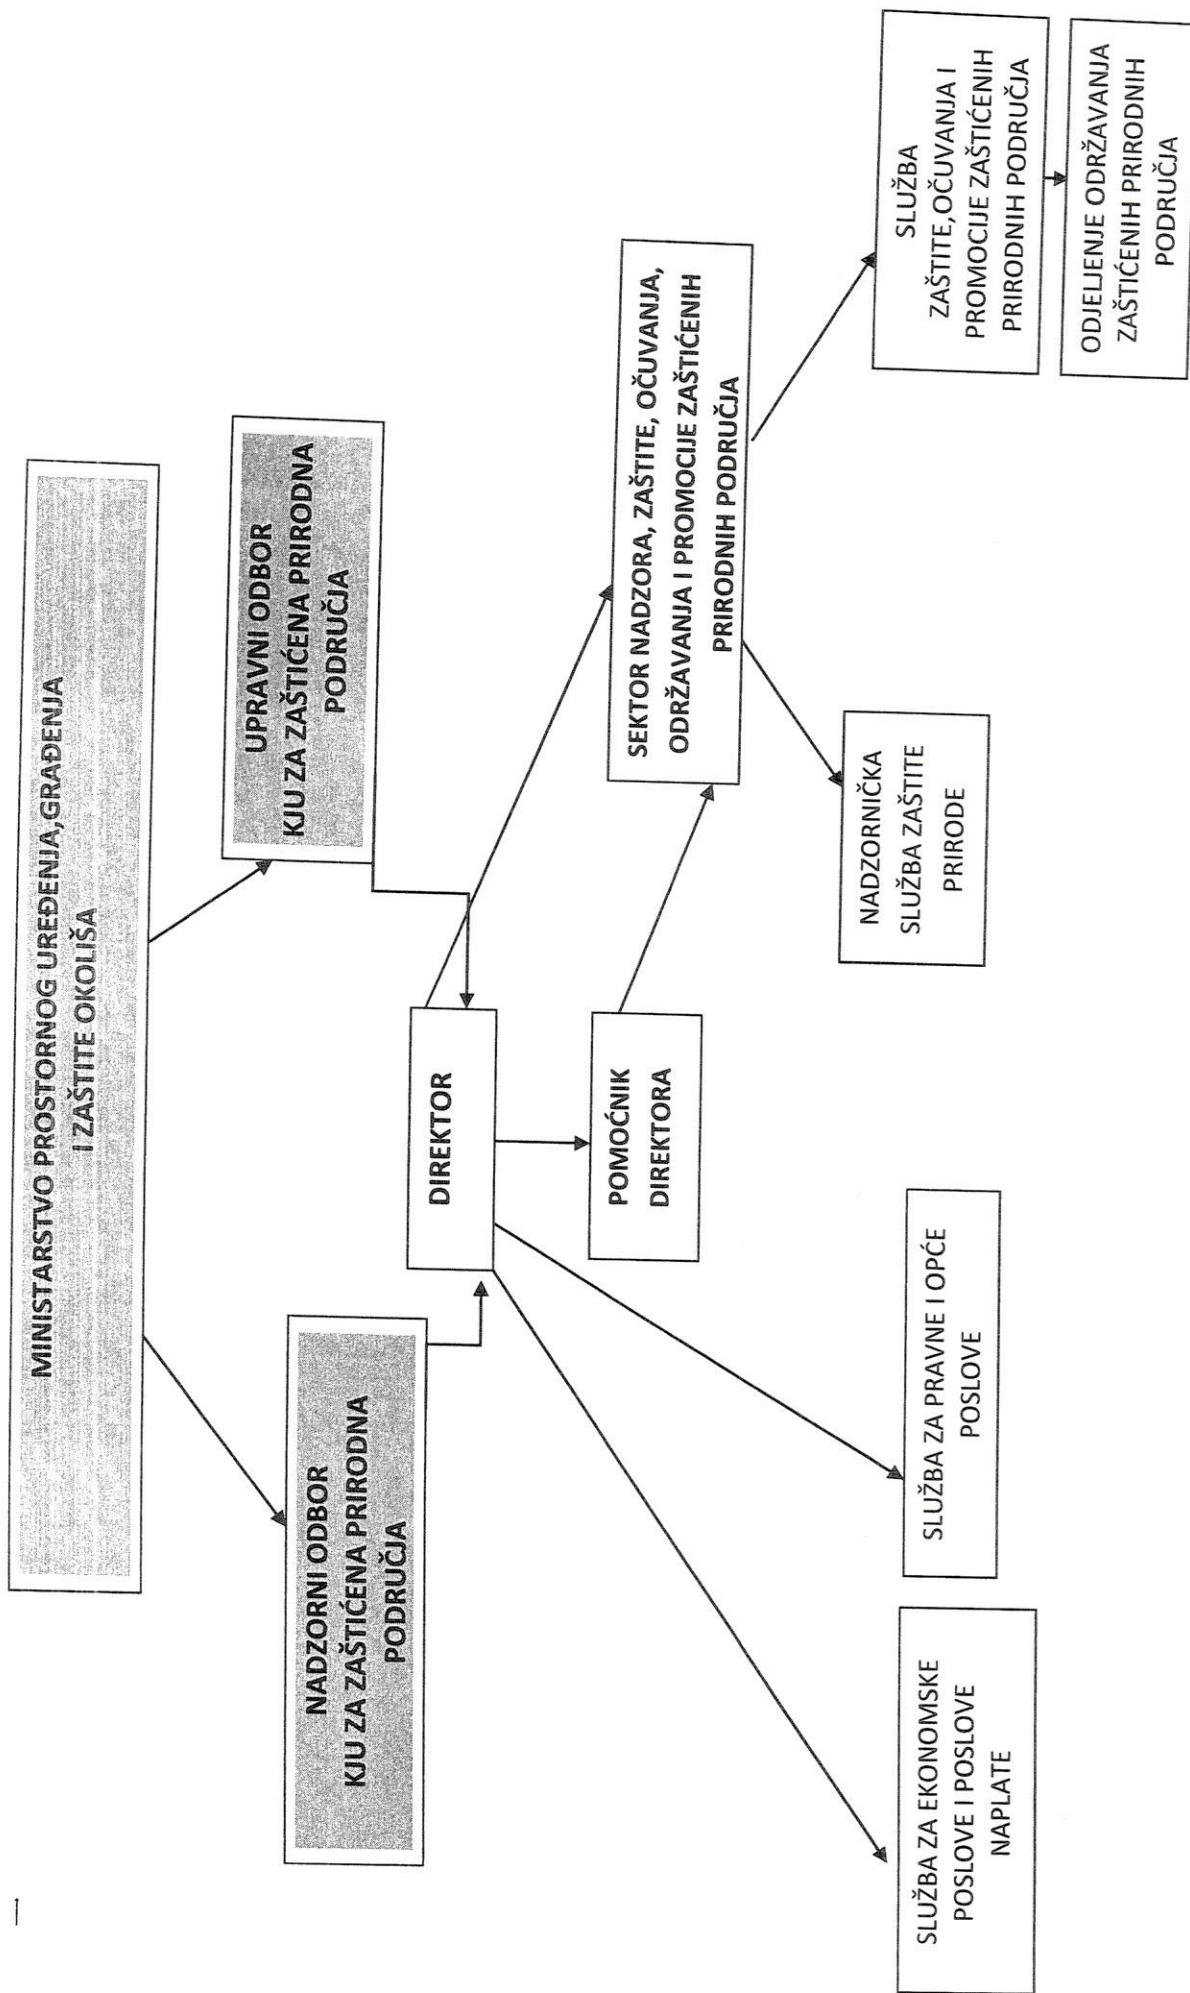 MINISTARSTVO PROSTORNOG UREĐENJA,GRAĐENJA
I ZAŠTITE OKOLIŠA
NADZORNI ODBOR
KJU ZA ZAŠTIĆENA PRIRODNA
PODRUČJA
UPRAVNI ODBOR
KJU ZA ZAŠTIĆENA PRIRODNA
PODRUČJA
DIREKTOR
POMOĆNIK
DIREKTORA
SEKTOR NADZORA, ZAŠTITE, OČUVANJA,
ODRŽAVANJA I PROMOCIJE ZAŠTIĆENIH
PRIRODNIH PODRUČJA
SLUŽBA ZA EKONOMSKE
POSLOVE I POSLOVE
NAPLATE
SLUŽBA ZA PRAVNE I OPĆE
POSLOVE
NADZORNIČKA
SLUŽBA ZAŠTITE
PRIRODE
SLUŽBA
ZAŠTITE,OČUVANJA I
PROMOCIJE ZAŠTIĆENIH
PRIRODNIH PODRUČJA
ODJELJENJE ODRŽAVANJA
ZAŠTIĆENIH PRIRODNIH
PODRUČJA